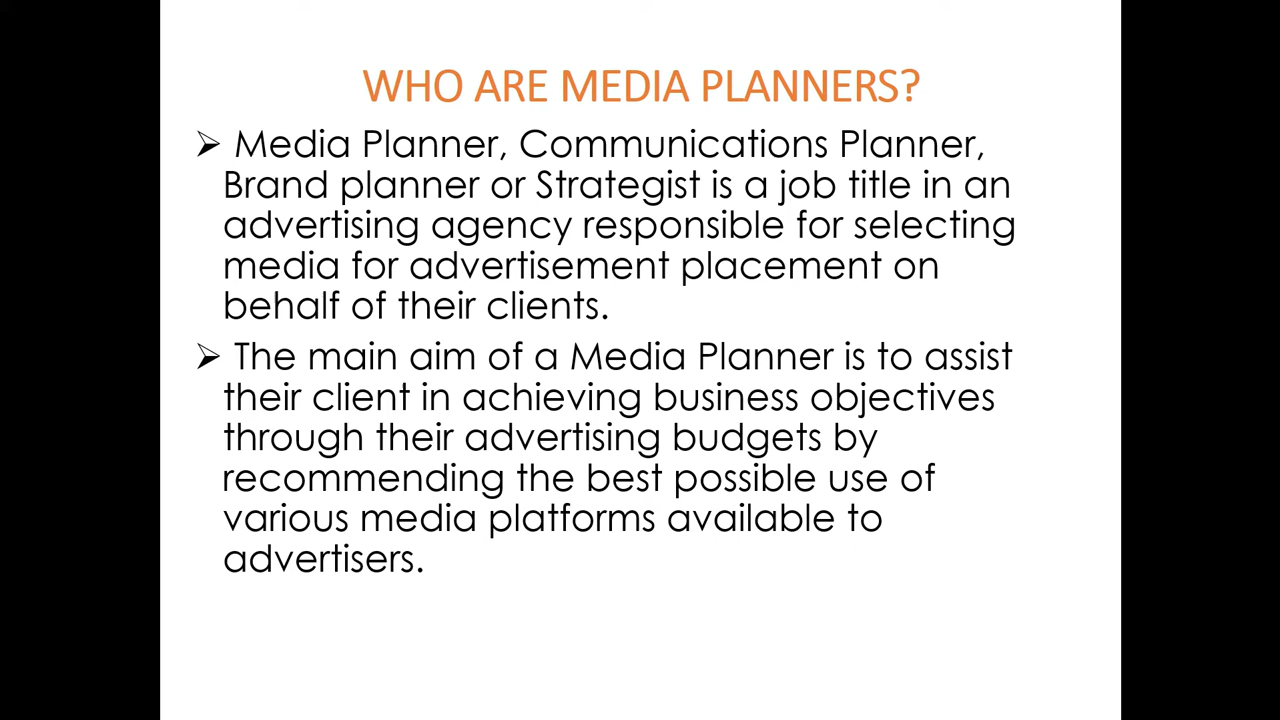 WHO ARE MEDIA PLANNERS?
➢ Media Planner, Communications Planner,
Brand planner or Strategist is a job title in an
advertising agency responsible for selecting
media for advertisement placement on
behalf of their clients.
➢ The main aim of a Media Planner is to assist
their client in achieving business objectives
through their advertising budgets by
recommending the best possible use of
various media platforms available to
advertisers.